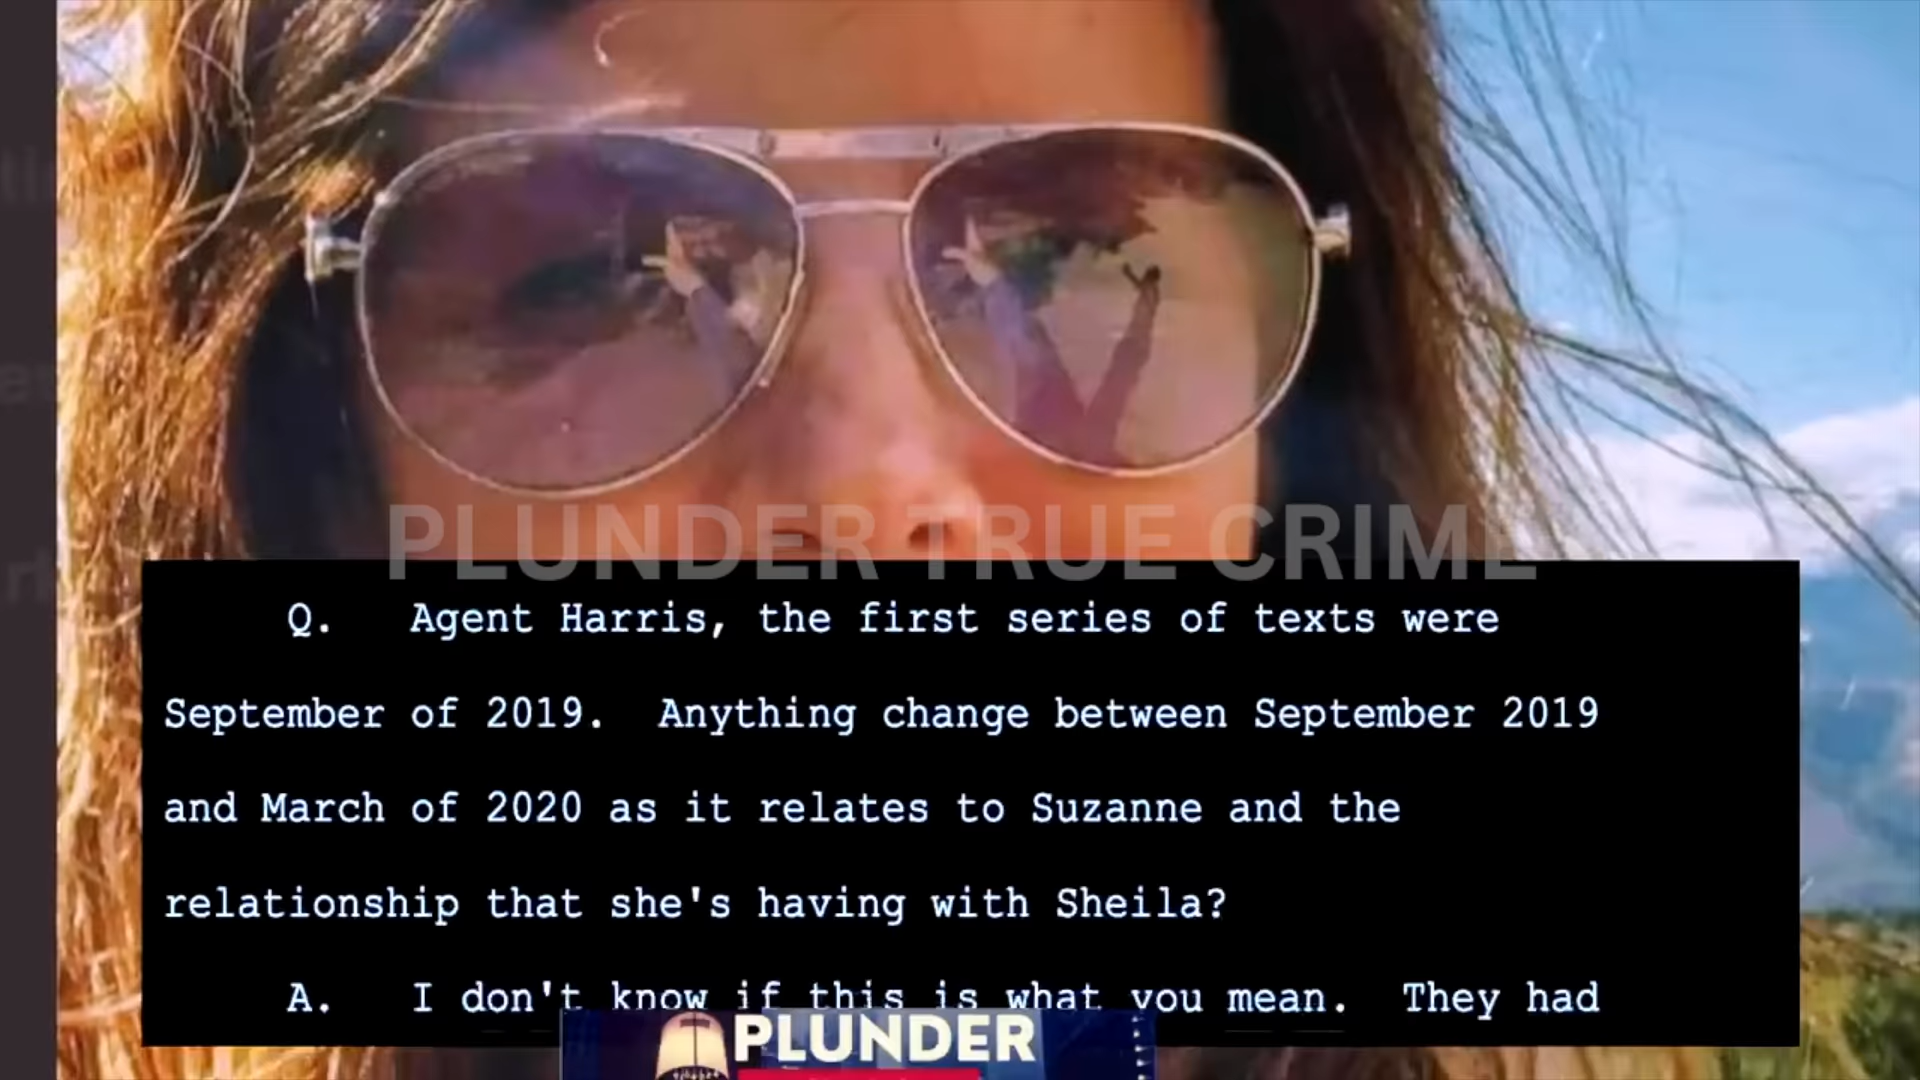 PLUNDER TRUE CRIME
Q. Agent Harris, the first series of texts were
September of 2019. Anything change between September 2019
and March of 2020 as it relates to Suzanne and the
relationship that she's having with Sheila?
A. I don't know if this is what you mean. They had
PLUNDER